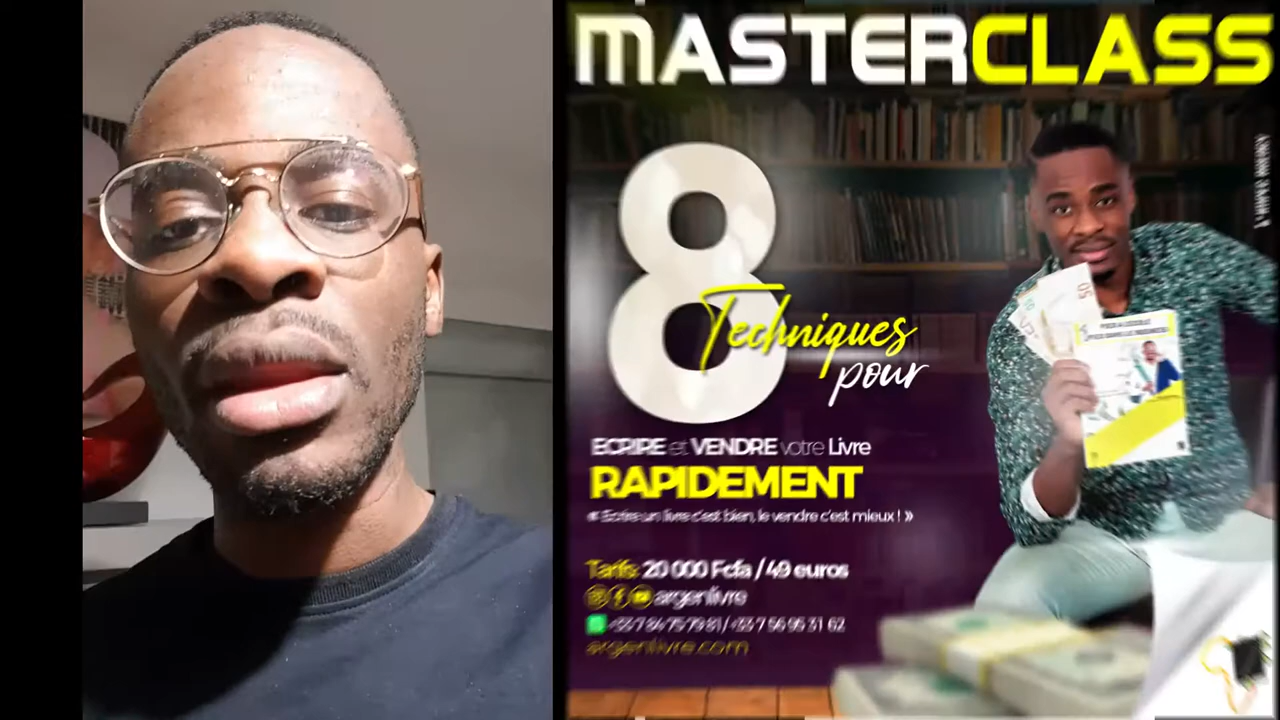 MASTERCLASS
8
Techniques
pour
ECRIRE et VENDRE votre Livre
RAPIDEMENT
« Ecrire un livre c'est bien, le vendre c'est mieux ! »
Tarifs: 20 000 Fcfa / 49 euros
argenlivre
argenlivre.com